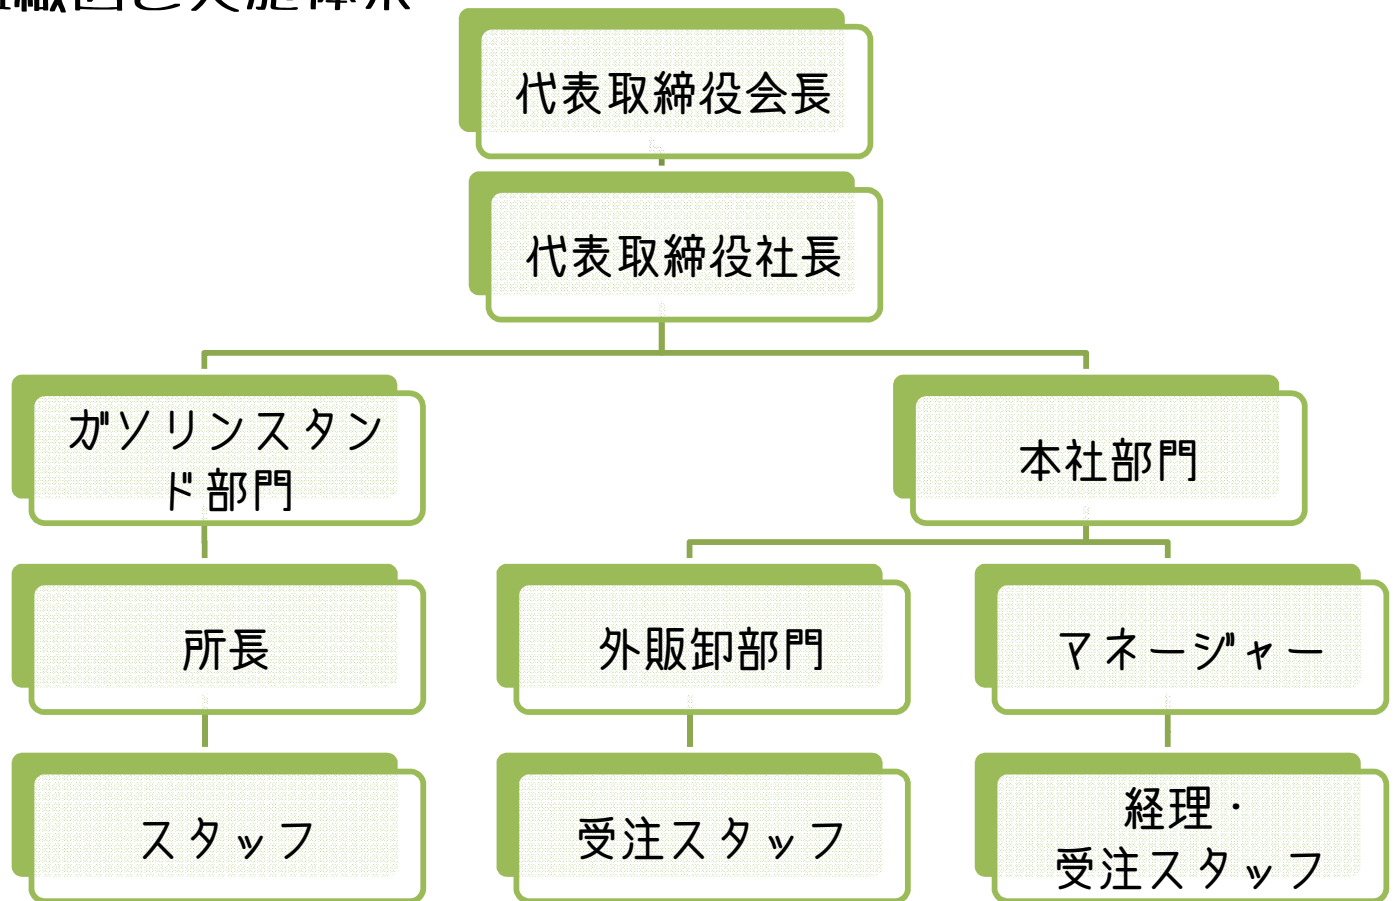 代表取締役会長
代表取締役社長
ガソリンスタン
ド部門
本社部門
所長
外販卸部門
マネージャー
スタッフ
受注スタッフ
経理・
受注スタッフ